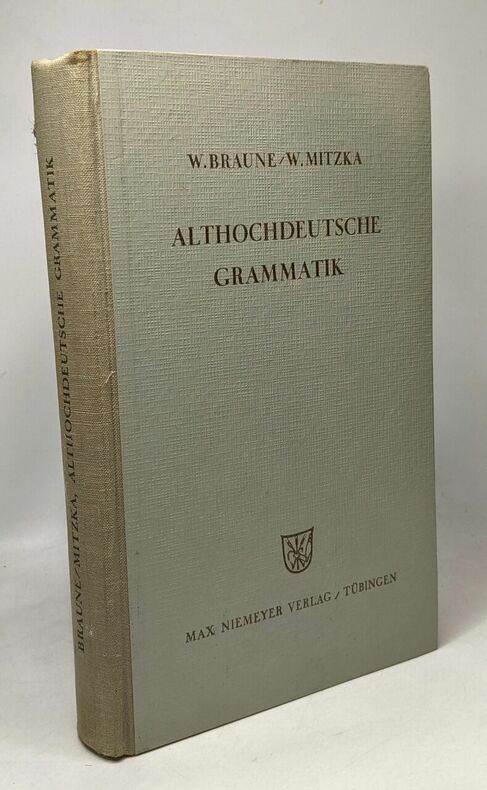 W. BRAUNE/W. MITZKA
ALTHOCHDEUTSCHE
GRAMMATIK
MAX NIEMEYER VERLAG / TÜBINGEN
BRAUNE/MITZKA, ALTHOCHDEUTSCHE GRAMMATIK